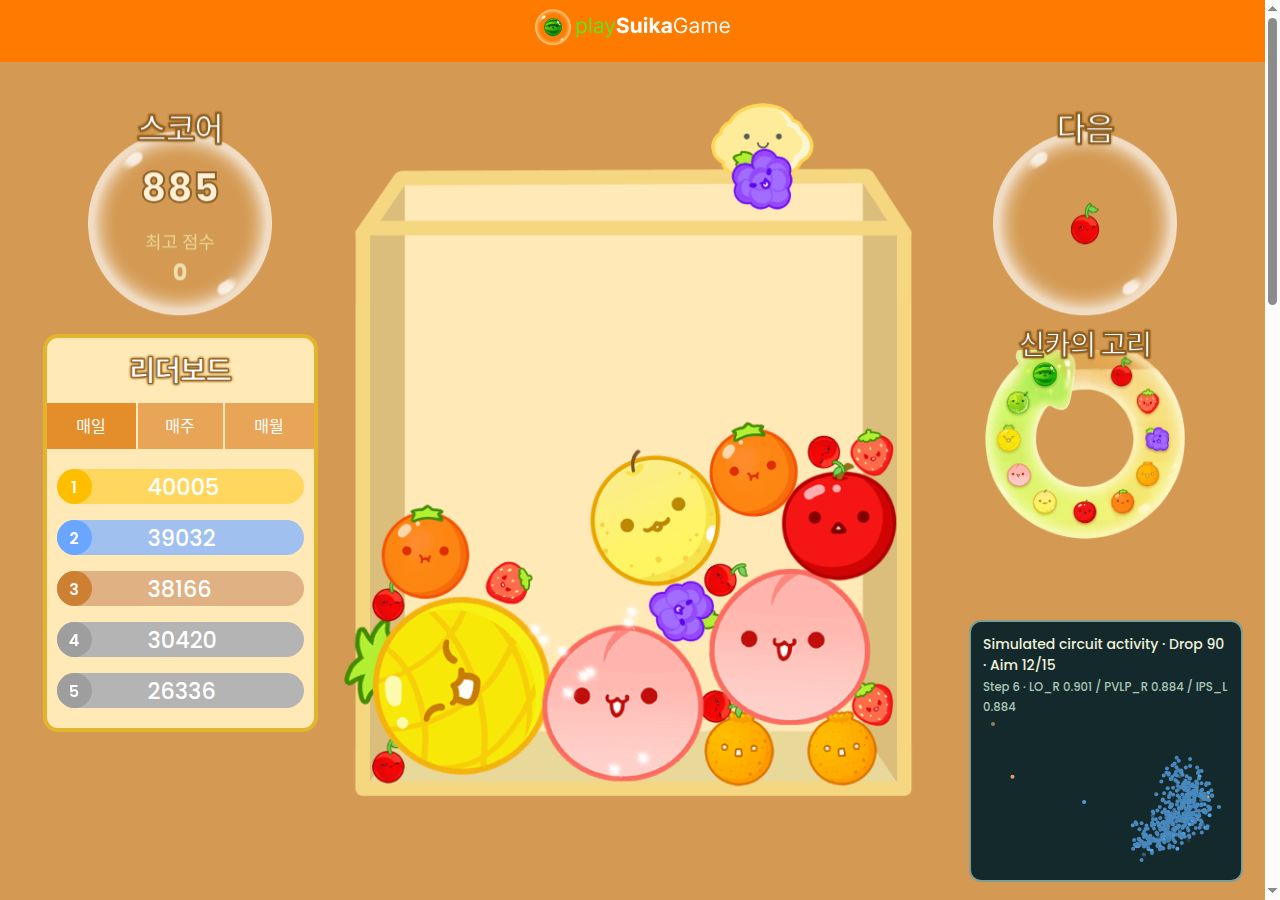 playSuikaGame
스코어
885
최고 점수
0
다음
리더보드
매일
매주
매월
1 40005
2 39032
3 38166
4 30420
5 26336
신카의 고리
Simulated circuit activity · Drop 90
· Aim 12/15
Step 6 · LO_R 0.901 / PVLP_R 0.884 / IPS_L
0.884